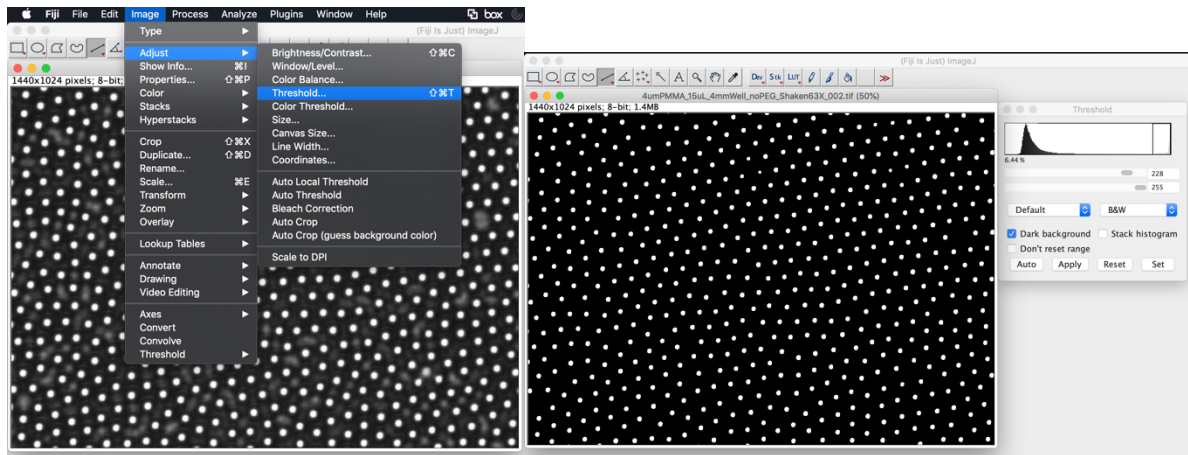 Fiji File Edit Image Process Analyze Plugins Window Help box
(Fiji Is Just) ImageJ
1440x1024 pixels; 8-bit;
Type
Adjust
Show Info... ⌘I
Properties... ⇧⌘P
Color
Stacks
Hyperstacks
Crop ⇧⌘X
Duplicate... ⇧⌘D
Rename...
Scale... ⌘E
Transform
Zoom
Overlay
Lookup Tables
Annotate
Drawing
Video Editing
Axes
Convert
Convolve
Threshold
Brightness/Contrast... ⇧⌘C
Window/Level...
Color Balance...
Threshold... ⇧⌘T
Color Threshold...
Size...
Canvas Size...
Line Width...
Coordinates...
Auto Local Threshold
Auto Threshold
Bleach Correction
Auto Crop
Auto Crop (guess background color)
Scale to DPI
(Fiji Is Just) ImageJ
A Dev Stk LUT
4umPMMA_15uL_4mmWell_noPEG_Shaken63X_002.tif (50%)
1440x1024 pixels; 8-bit; 1.4MB
Threshold
6.44 %
228
255
Default B&W
Dark background Stack histogram
Don't reset range
Auto Apply Reset Set